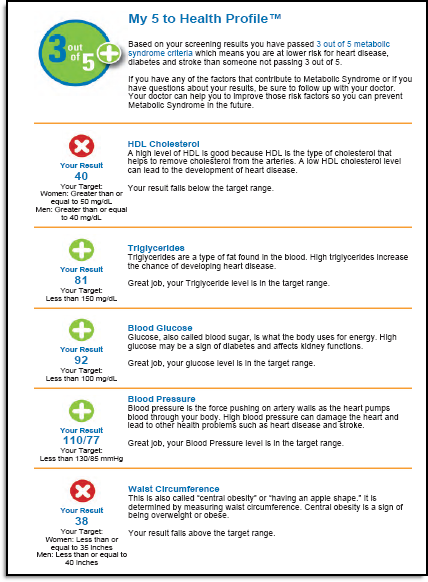 My 5 to Health Profile™
3 out of 5
Based on your screening results you have passed 3 out of 5 metabolic
syndrome criteria which means you are at lower risk for heart disease,
diabetes and stroke than someone not passing 3 out of 5.
If you have any of the factors that contribute to Metabolic Syndrome or if you
have questions about your results, be sure to follow up with your doctor.
Your doctor can help you to improve those risk factors so you can prevent
Metabolic Syndrome in the future.
Your Result
40
Your Target:
Women: Greater than or
equal to 50 mg/dL
Men: Greater than or equal
to 40 mg/dL
HDL Cholesterol
A high level of HDL is good because HDL is the type of cholesterol that
helps to remove cholesterol from the arteries. A low HDL cholesterol level
can lead to the development of heart disease.
Your result falls below the target range.
Your Result
81
Your Target:
Less than 150 mg/dL
Triglycerides
Triglycerides are a type of fat found in the blood. High triglycerides increase
the chance of developing heart disease.
Great job, your Triglyceride level is in the target range.
Your Result
92
Your Target:
Less than 100 mg/dL
Blood Glucose
Glucose, also called blood sugar, is what the body uses for energy. High
glucose may be a sign of diabetes and affects kidney functions.
Great job, your glucose level is in the target range.
Your Result
110/77
Your Target:
Less than 130/85 mmHg
Blood Pressure
Blood pressure is the force pushing on artery walls as the heart pumps
blood through your body. High blood pressure can damage the heart and
lead to other health problems such as heart disease and stroke.
Great job, your Blood Pressure level is in the target range.
Your Result
38
Your Target:
Women: Less than or
equal to 35 inches
Men: Less than or equal to
40 inches
Waist Circumference
This is also called “central obesity” or “having an apple shape.” It is
determined by measuring waist circumference. Central obesity is a sign of
being overweight or obese.
Your result falls above the target range.